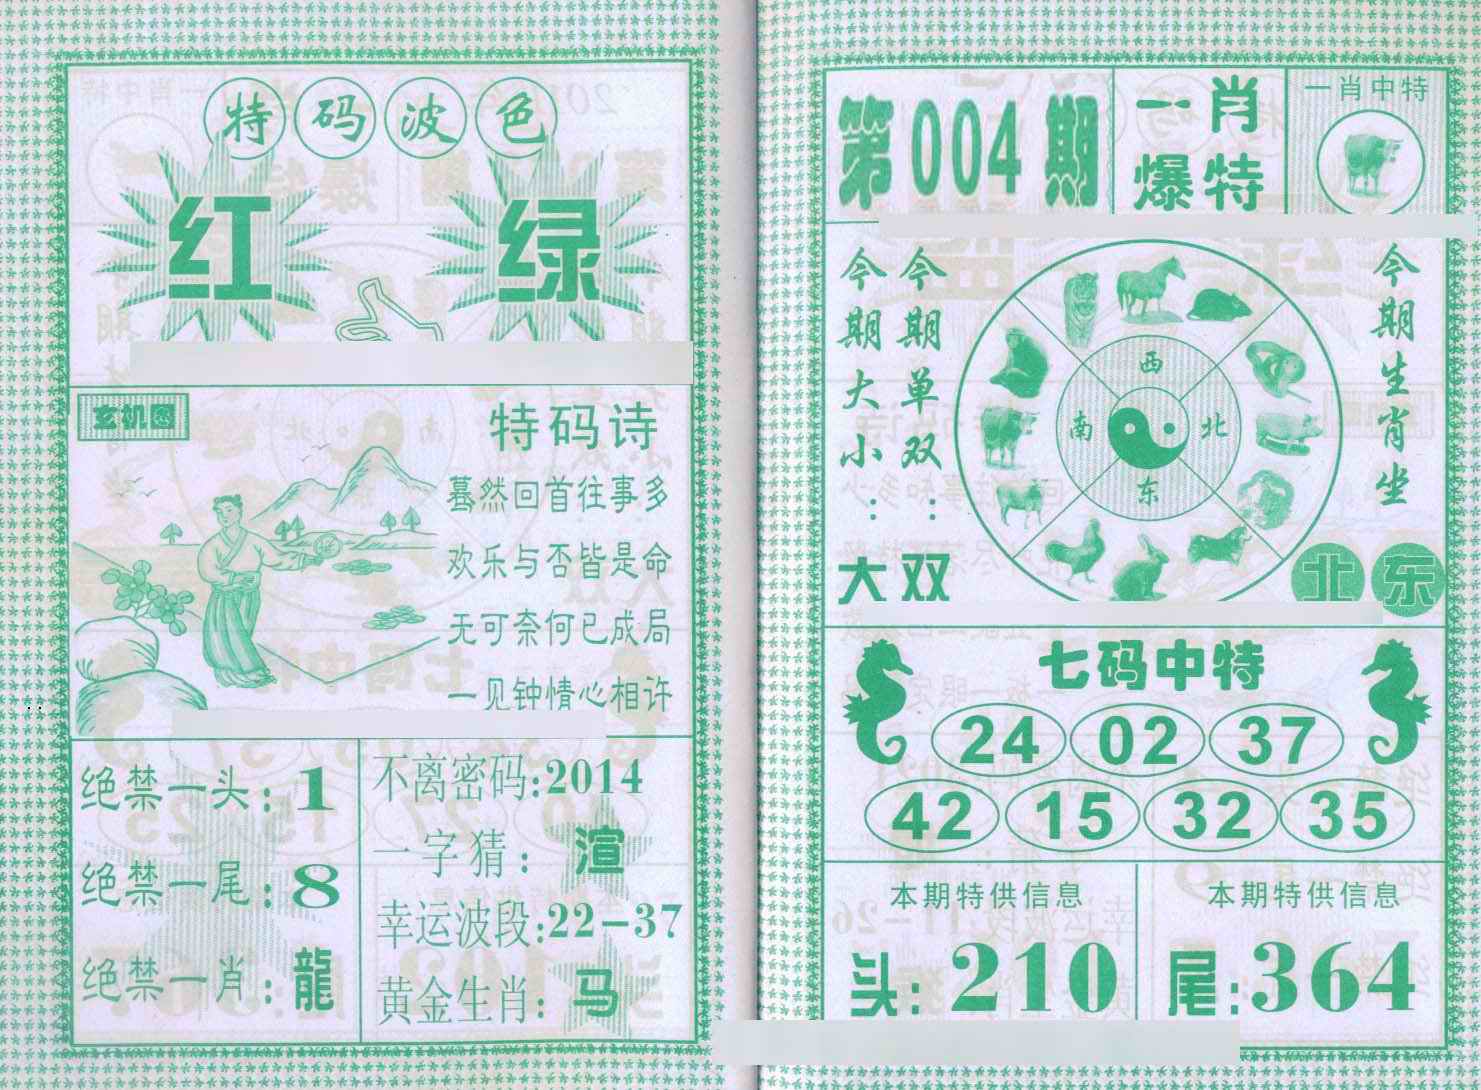 特码波色
红 绿
玄机图
特码诗
蓦然回首往事多
欢乐与否皆是命
无可奈何已成局
一见钟情心相许
绝禁一头:1
绝禁一尾:8
绝禁一肖:龍
不离密码:2014
一字猜:渲
幸运波段:22-37
黄金生肖:马
第004期
一肖
爆特
一肖中特
今期大小:大
今期单双:双
西
南 北
东
今期生肖坐
北 东
七码中特
24 02 37
42 15 32 35
本期特供信息
头:210
本期特供信息
尾:364